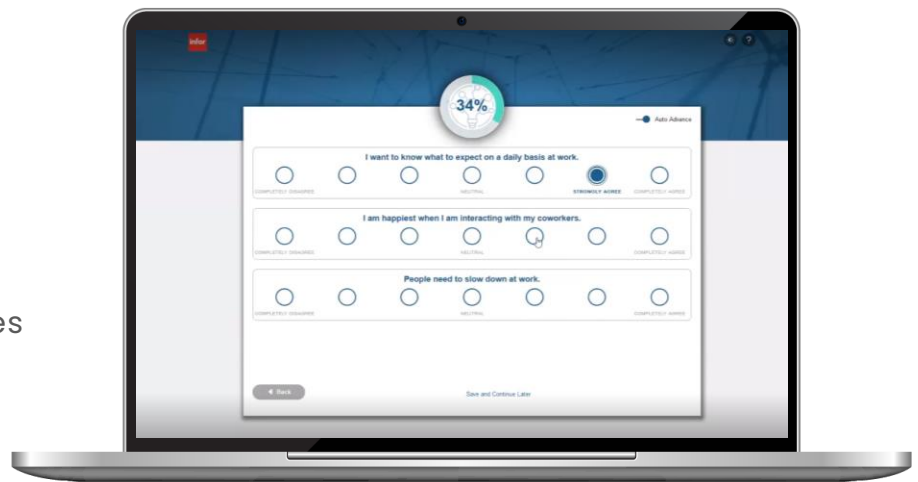 infor
?
34%
Auto Advance
I want to know what to expect on a daily basis at work.
COMPLETELY DISAGREE NEUTRAL STRONGLY AGREE COMPLETELY AGREE
I am happiest when I am interacting with my coworkers.
COMPLETELY DISAGREE NEUTRAL COMPLETELY AGREE
People need to slow down at work.
COMPLETELY DISAGREE NEUTRAL COMPLETELY AGREE
es
Back
Save and Continue Later